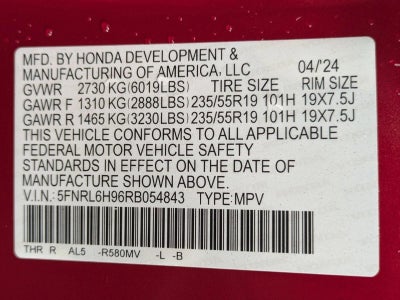 MFD. BY HONDA DEVELOPMENT &
MANUFACTURING OF AMERICA, LLC 04/'24
GVWR 2730 KG(6019LBS) TIRE SIZE RIM SIZE
GAWR F 1310 KG(2888LBS) 235/55R19 101H 19X7.5J
GAWR R 1465 KG(3230LBS) 235/55R19 101H 19X7.5J
THIS VEHICLE CONFORMS TO ALL APPLICABLE
FEDERAL MOTOR VEHICLE SAFETY
STANDARDS IN EFFECT ON THE DATE OF
MANUFACTURE SHOWN ABOVE.
V.I.N.: 5FNRL6H96RB054843 TYPE: MPV
THR R AL5 -R580MV -L -B